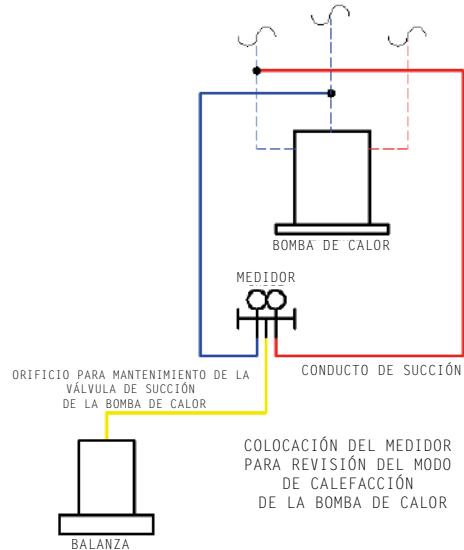 BOMBA DE CALOR
MEDIDOR
ORIFICIO PARA MANTENIMIENTO DE LA
VÁLVULA DE SUCCIÓN
DE LA BOMBA DE CALOR
CONDUCTO DE SUCCIÓN
COLOCACIÓN DEL MEDIDOR
PARA REVISIÓN DEL MODO
DE CALEFACCIÓN
DE LA BOMBA DE CALOR
BALANZA